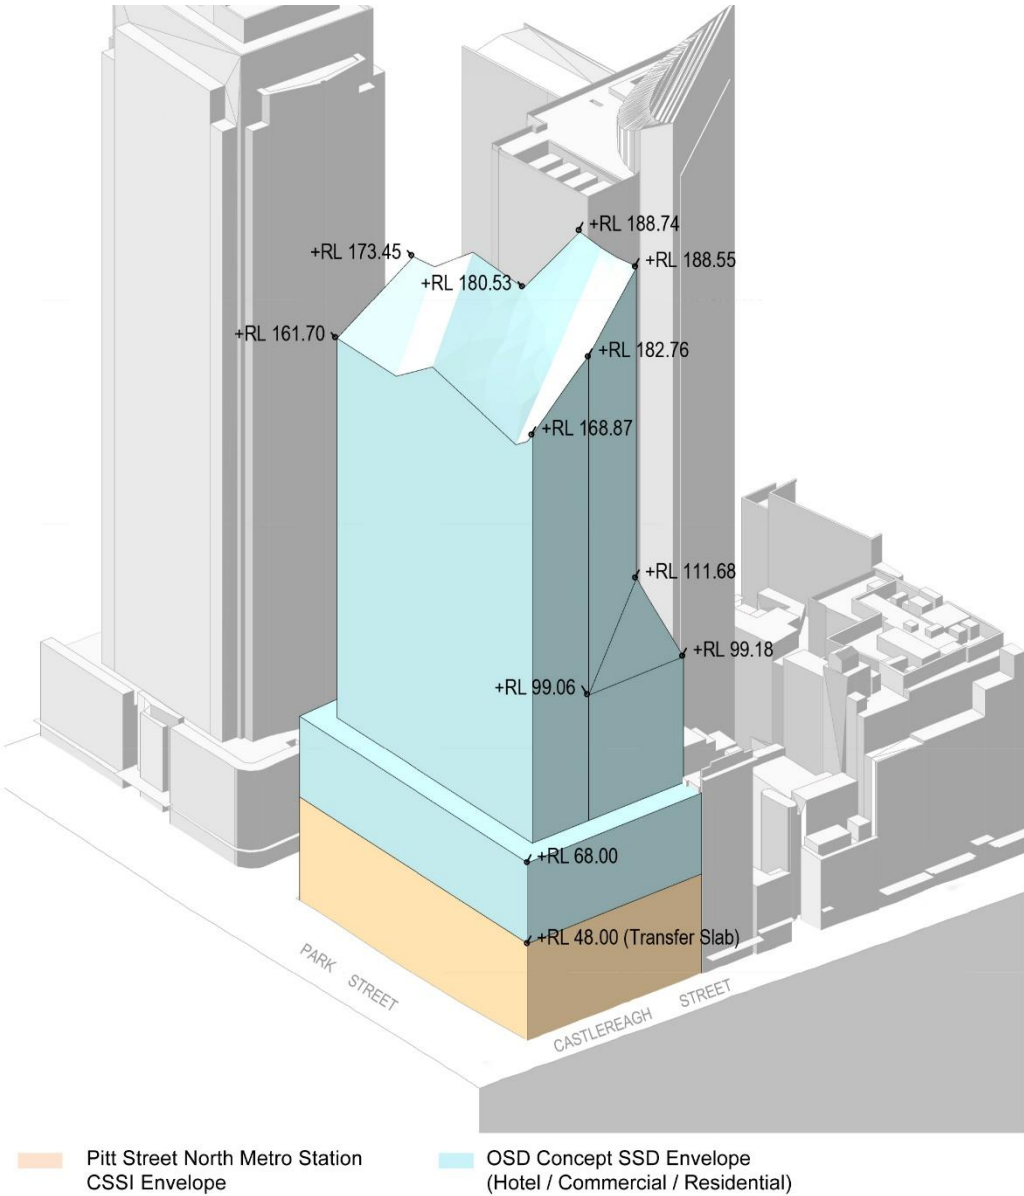 +RL 188.74
+RL 173.45
+RL 188.55
+RL 180.53
+RL 161.70
+RL 182.76
+RL 168.87
+RL 111.68
+RL 99.18
+RL 99.06
+RL 68.00
+RL 48.00 (Transfer Slab)
PARK STREET
CASTLEREAGH STREET
Pitt Street North Metro Station
CSSI Envelope
OSD Concept SSD Envelope
(Hotel / Commercial / Residential)